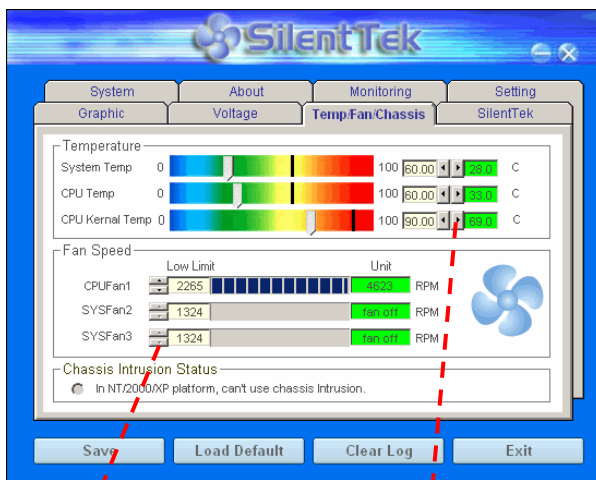 SilentTek
System About Monitoring Setting
Graphic Voltage Temp/Fan/Chassis SilentTek
Temperature
System Temp 0 100 60.00 28.0 C
CPU Temp 0 100 60.00 33.0 C
CPU Kernal Temp 0 100 90.00 69.0 C
Fan Speed
Low Limit Unit
CPUFan1 2265 4623 RPM
SYSFan2 1324 fan off RPM
SYSFan3 1324 fan off RPM
Chassis Intrusion Status
In NT/2000/XP platform, can't use chassis Intrusion.
Save Load Default Clear Log Exit